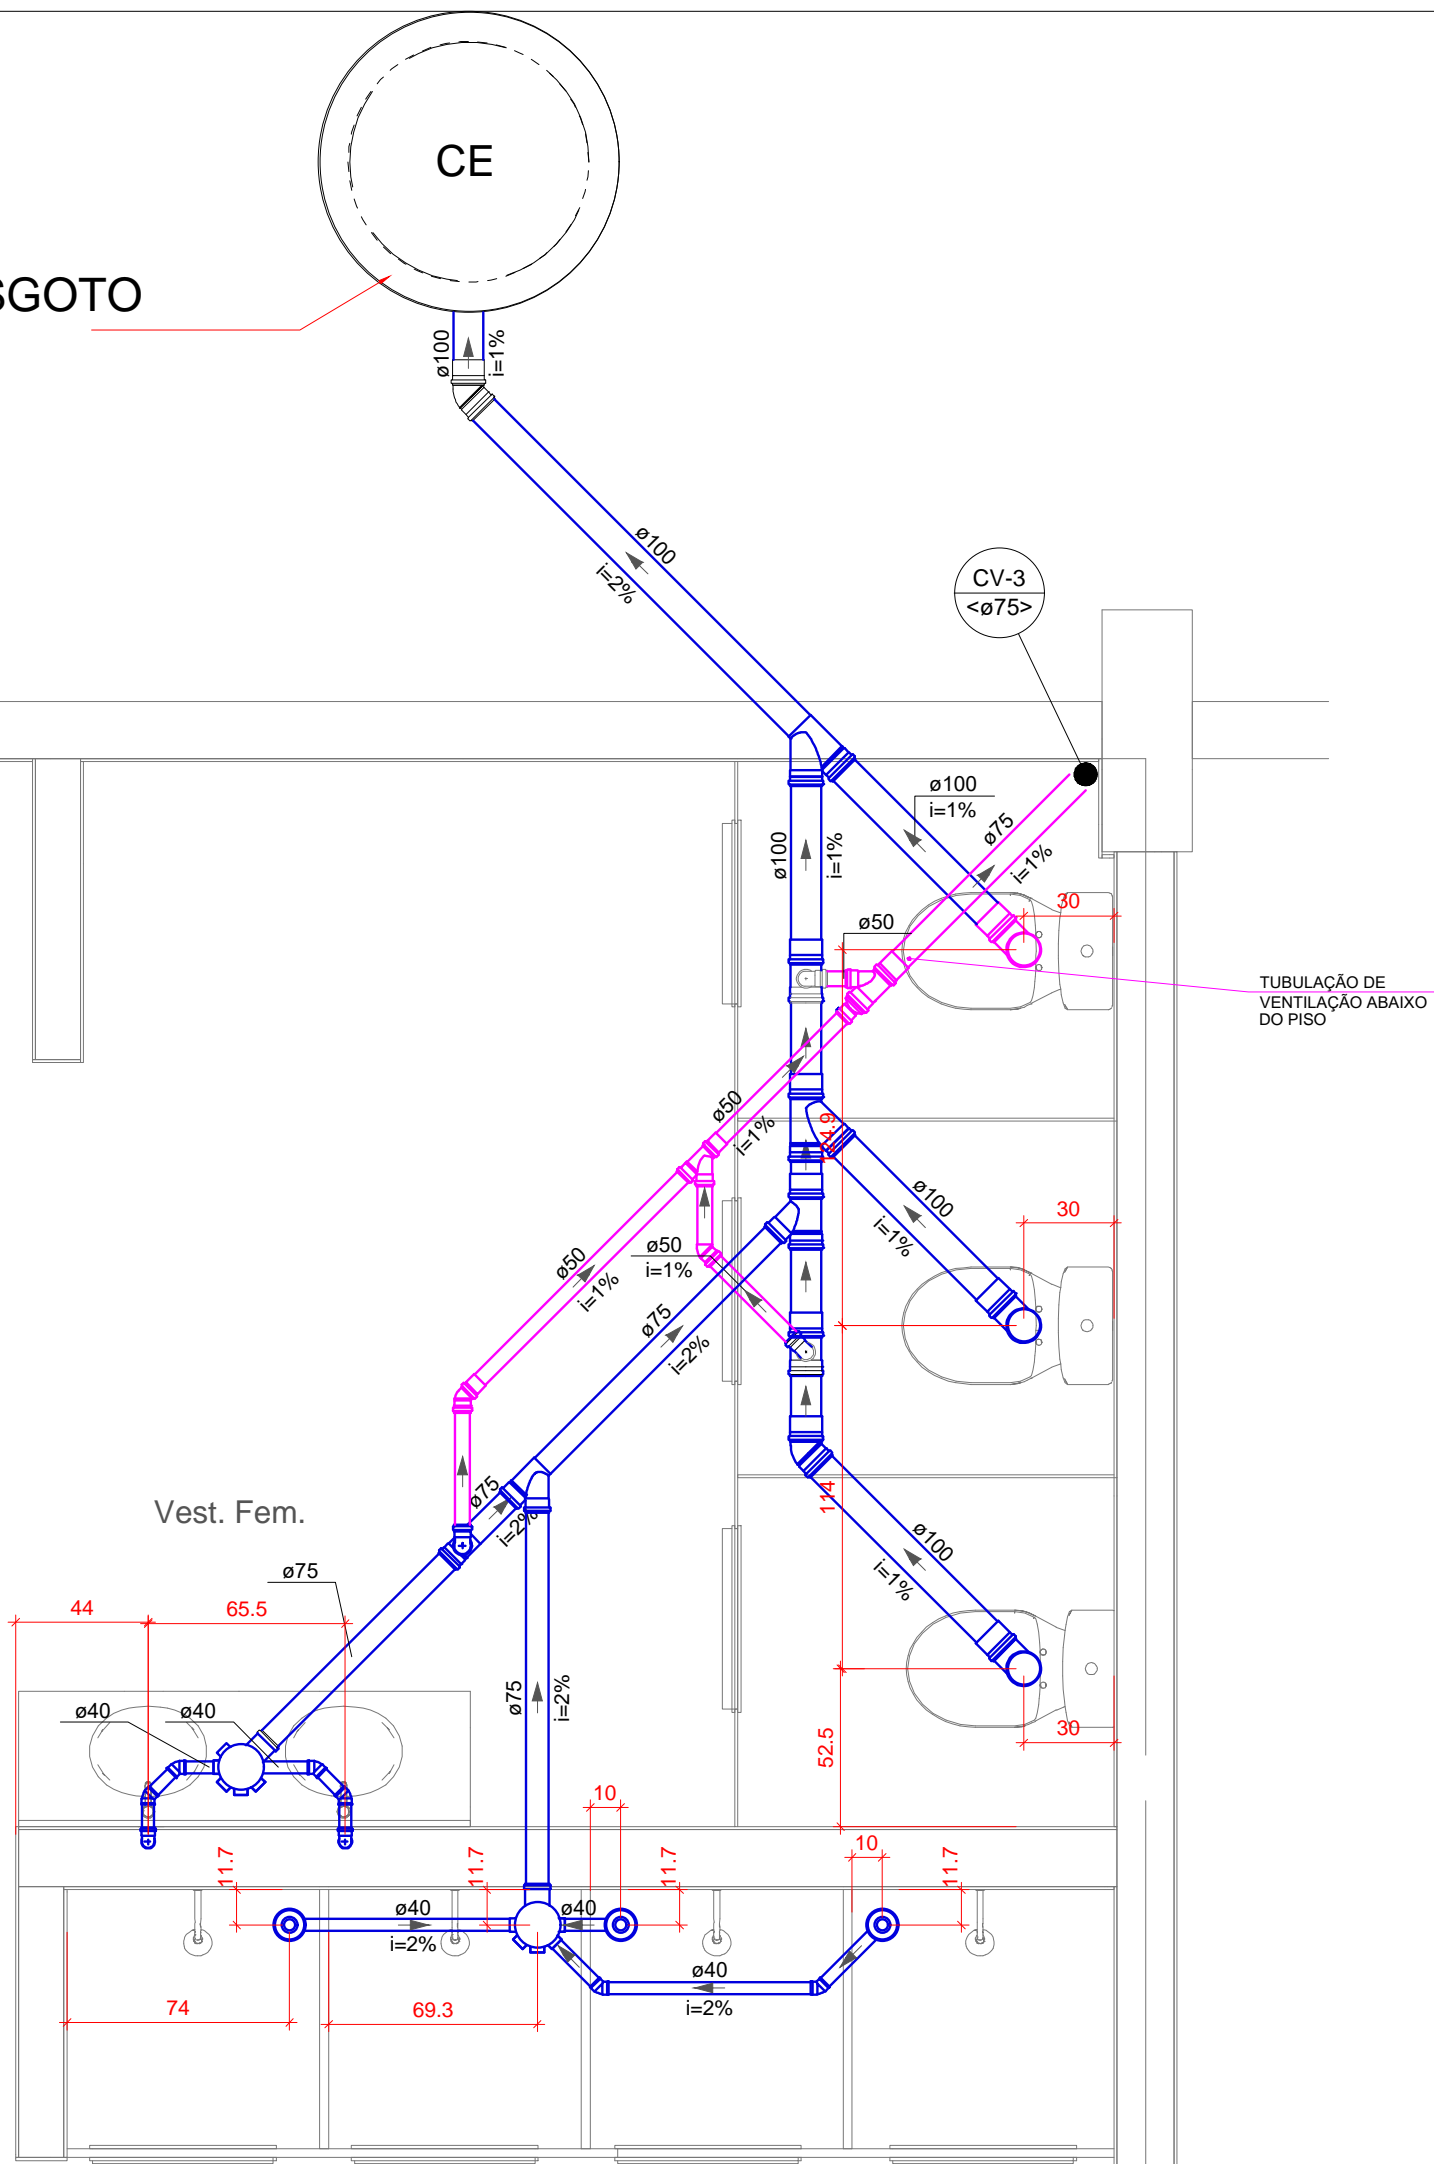 CE
SGOTO
ø100
i=1%
ø100
i=2%
CV-3
<ø75>
ø100
i=1%
ø75
i=1%
ø100
i=1%
30
ø50
TUBULAÇÃO DE
VENTILAÇÃO ABAIXO
DO PISO
ø50
i=1%
124.9
ø100
i=1%
30
ø50
i=1%
ø50
i=1%
ø75
i=2%
ø75
i=2%
114
Vest. Fem.
ø100
i=1%
ø75
44
65.5
ø75
i=2%
ø40
ø40
52.5
30
10
10
11.7
11.7
11.7
11.7
ø40
i=2%
ø40
ø40
i=2%
74
69.3